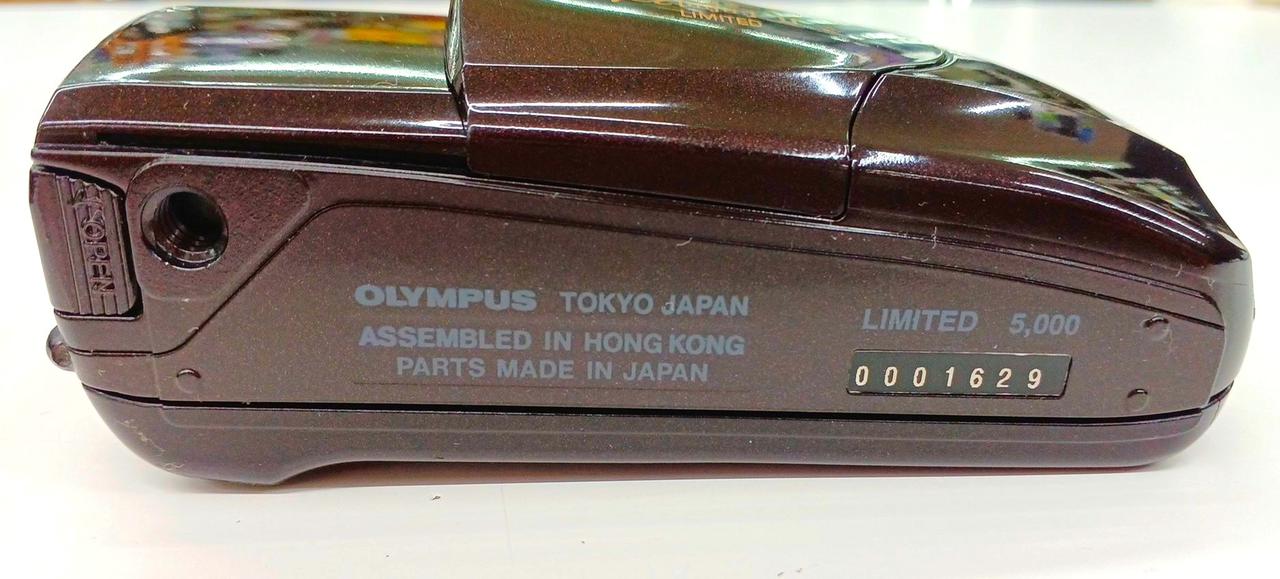 LIMITED
OPEN
OLYMPUS TOKYO JAPAN
ASSEMBLED IN HONG KONG
PARTS MADE IN JAPAN
LIMITED 5,000
0001629